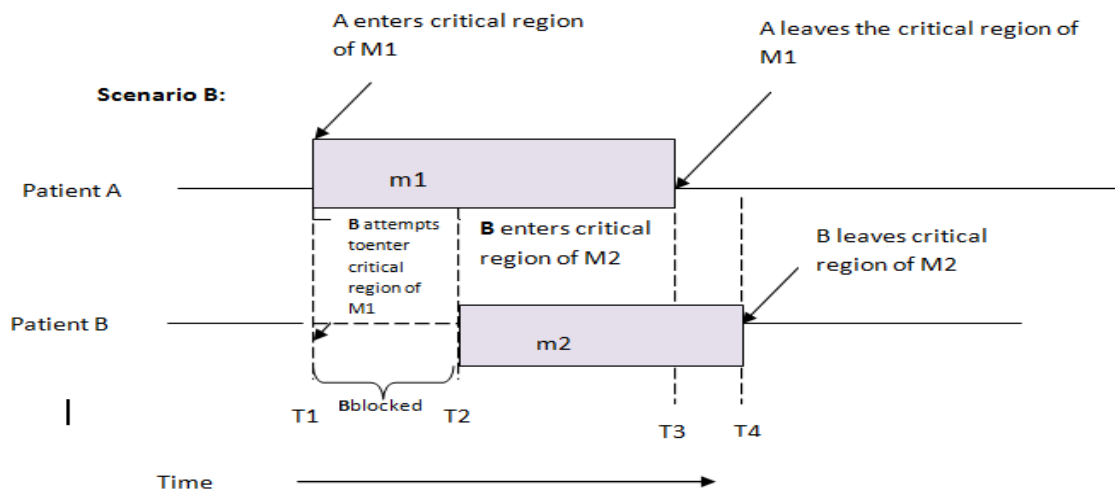 A enters critical region
of M1
A leaves the critical region of
M1
Scenario B:
Patient A
m1
B attempts
toenter
critical
region of
M1
B enters critical
region of M2
B leaves critical
region of M2
Patient B
m2
Bblocked
T1
T2
T3
T4
Time